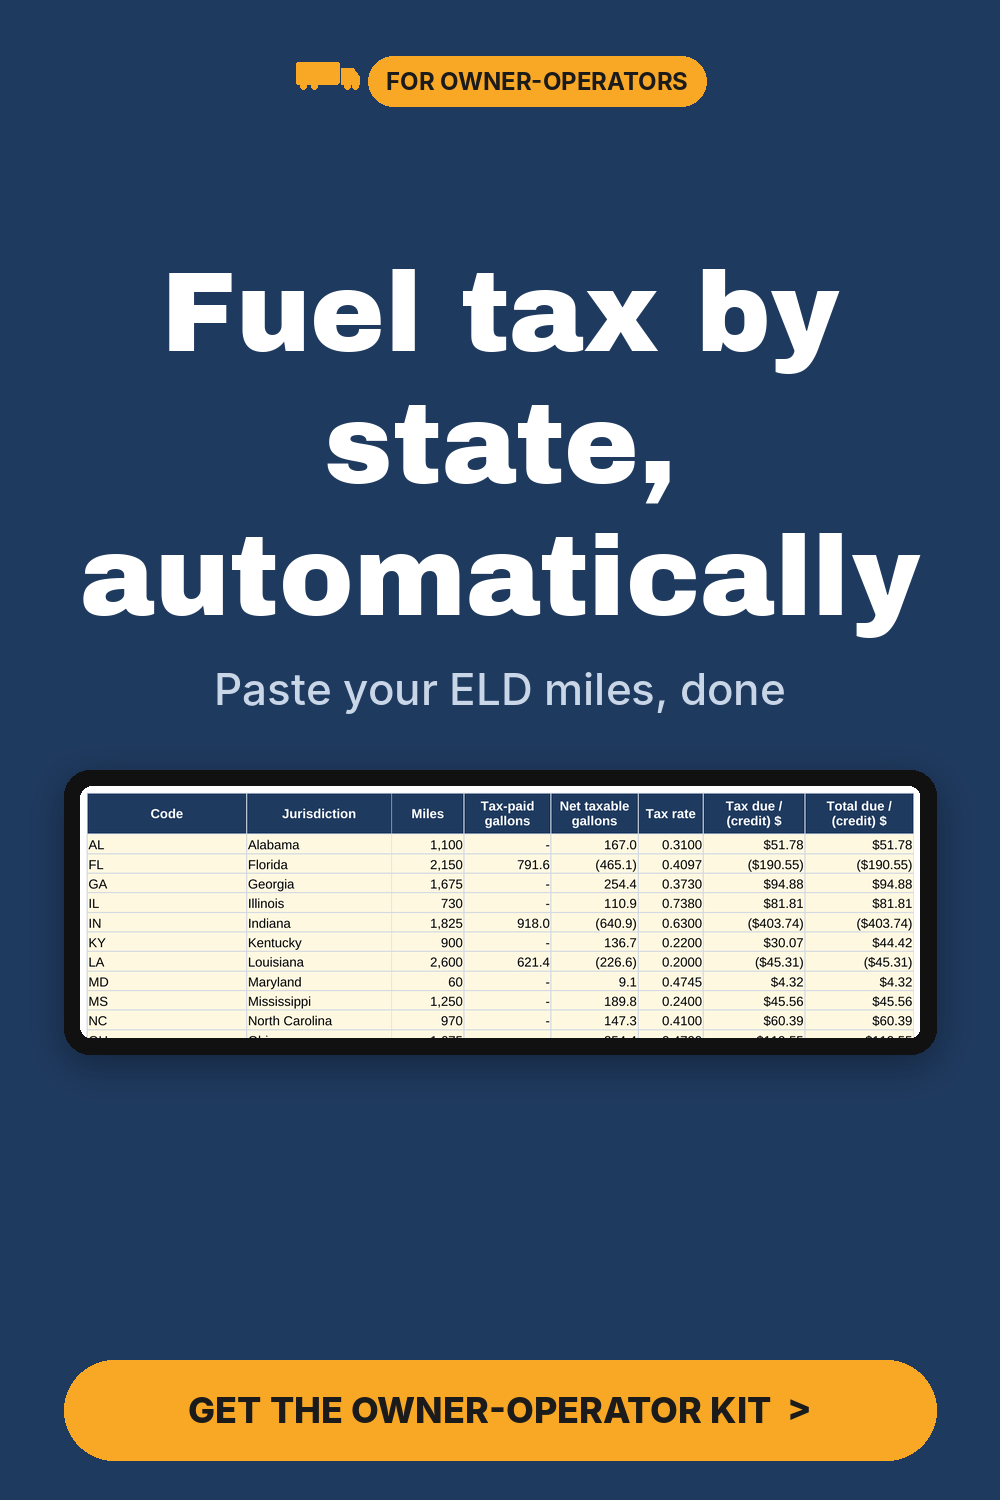 FOR OWNER-OPERATORS
Fuel tax by
state,
automatically
Paste your ELD miles, done
Code Jurisdiction Miles Tax-paid gallons Net taxable gallons Tax rate Tax due / (credit) $ Total due / (credit) $
AL Alabama 1,100 - 167.0 0.3100 $51.78 $51.78
FL Florida 2,150 791.6 (465.1) 0.4097 ($190.55) ($190.55)
GA Georgia 1,675 - 254.4 0.3730 $94.88 $94.88
IL Illinois 730 - 110.9 0.7380 $81.81 $81.81
IN Indiana 1,825 918.0 (640.9) 0.6300 ($403.74) ($403.74)
KY Kentucky 900 - 136.7 0.2200 $30.07 $44.42
LA Louisiana 2,600 621.4 (226.6) 0.2000 ($45.31) ($45.31)
MD Maryland 60 - 9.1 0.4745 $4.32 $4.32
MS Mississippi 1,250 - 189.8 0.2400 $45.56 $45.56
NC North Carolina 970 - 147.3 0.4100 $60.39 $60.39
GET THE OWNER-OPERATOR KIT >